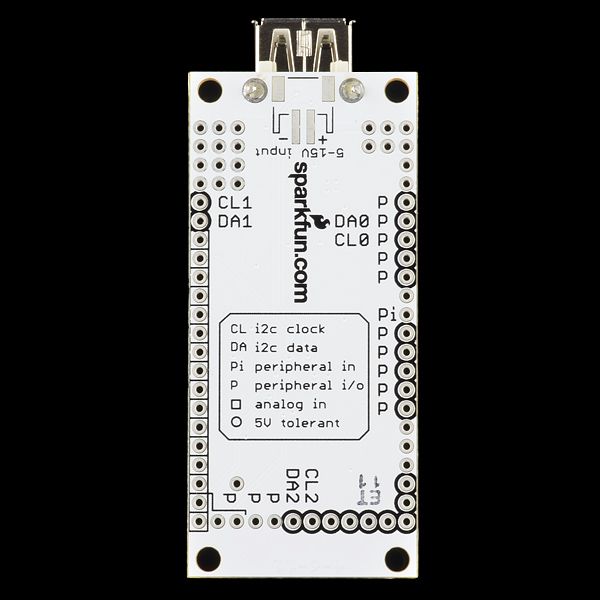 - +
5-15V input
sparkfun.com
CL1
DA1
P
DA0 P
CL0 P
P
P
Pi
P
P
P
P
P
CL i2c clock
DA i2c data
Pi peripheral in
P peripheral i/o
analog in
5V tolerant
P
P
P
DA2
CL2